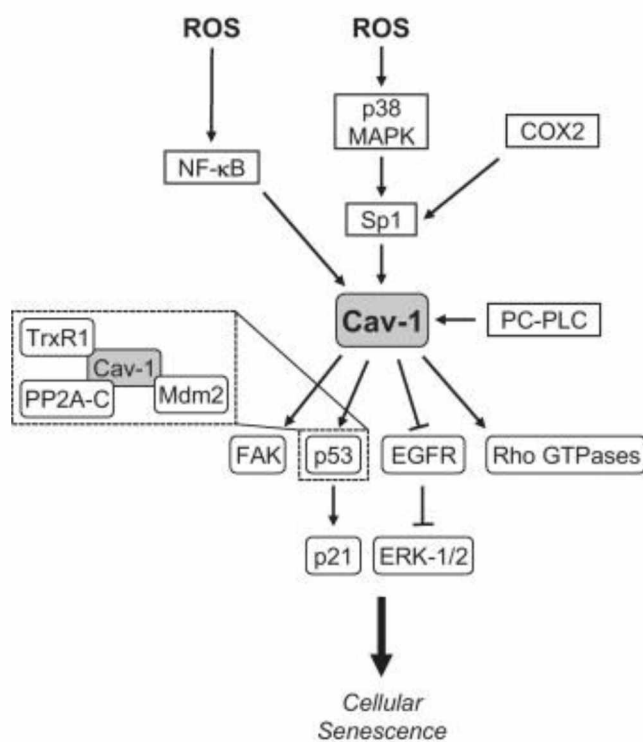 ROS
ROS
p38
MAPK
COX2
NF-κB
Sp1
Cav-1
PC-PLC
TrxR1
Cav-1
PP2A-C
Mdm2
FAK
p53
EGFR
Rho GTPases
p21
ERK-1/2
Cellular
Senescence